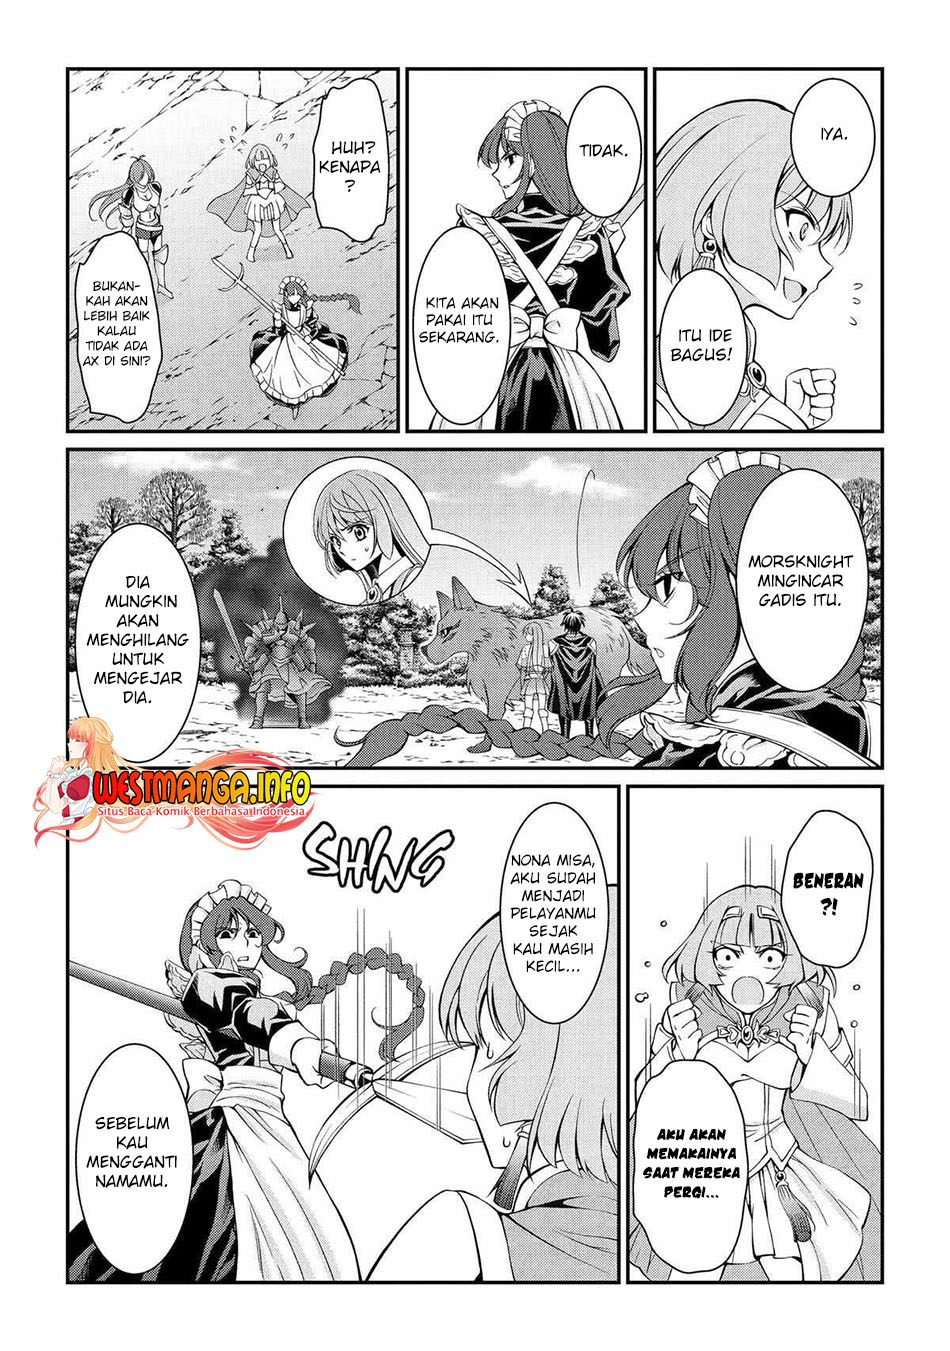 IYA.
ITU IDE
BAGUS!
TIDAK.
KITA AKAN
PAKAI ITU
SEKARANG.
HUH?
KENAPA
?
BUKAN-
KAH AKAN
LEBIH BAIK
KALAU
TIDAK ADA
AX DI SINI?
MORSKNIGHT
MINGINCAR
GADIS ITU.
DIA
MUNGKIN
AKAN
MENGHILANG
UNTUK
MENGEJAR
DIA.
WESTMANGA.INFO
Situs Baca Komik Berbahasa Indonesia
BENERAN
?!
AKU AKAN
MEMAKAINYA
SAAT MEREKA
PERGI...
SHING
NONA MISA,
AKU SUDAH
MENJADI
PELAYANMU
SEJAK
KAU MASIH
KECIL...
SEBELUM
KAU
MENGGANTI
NAMAMU.